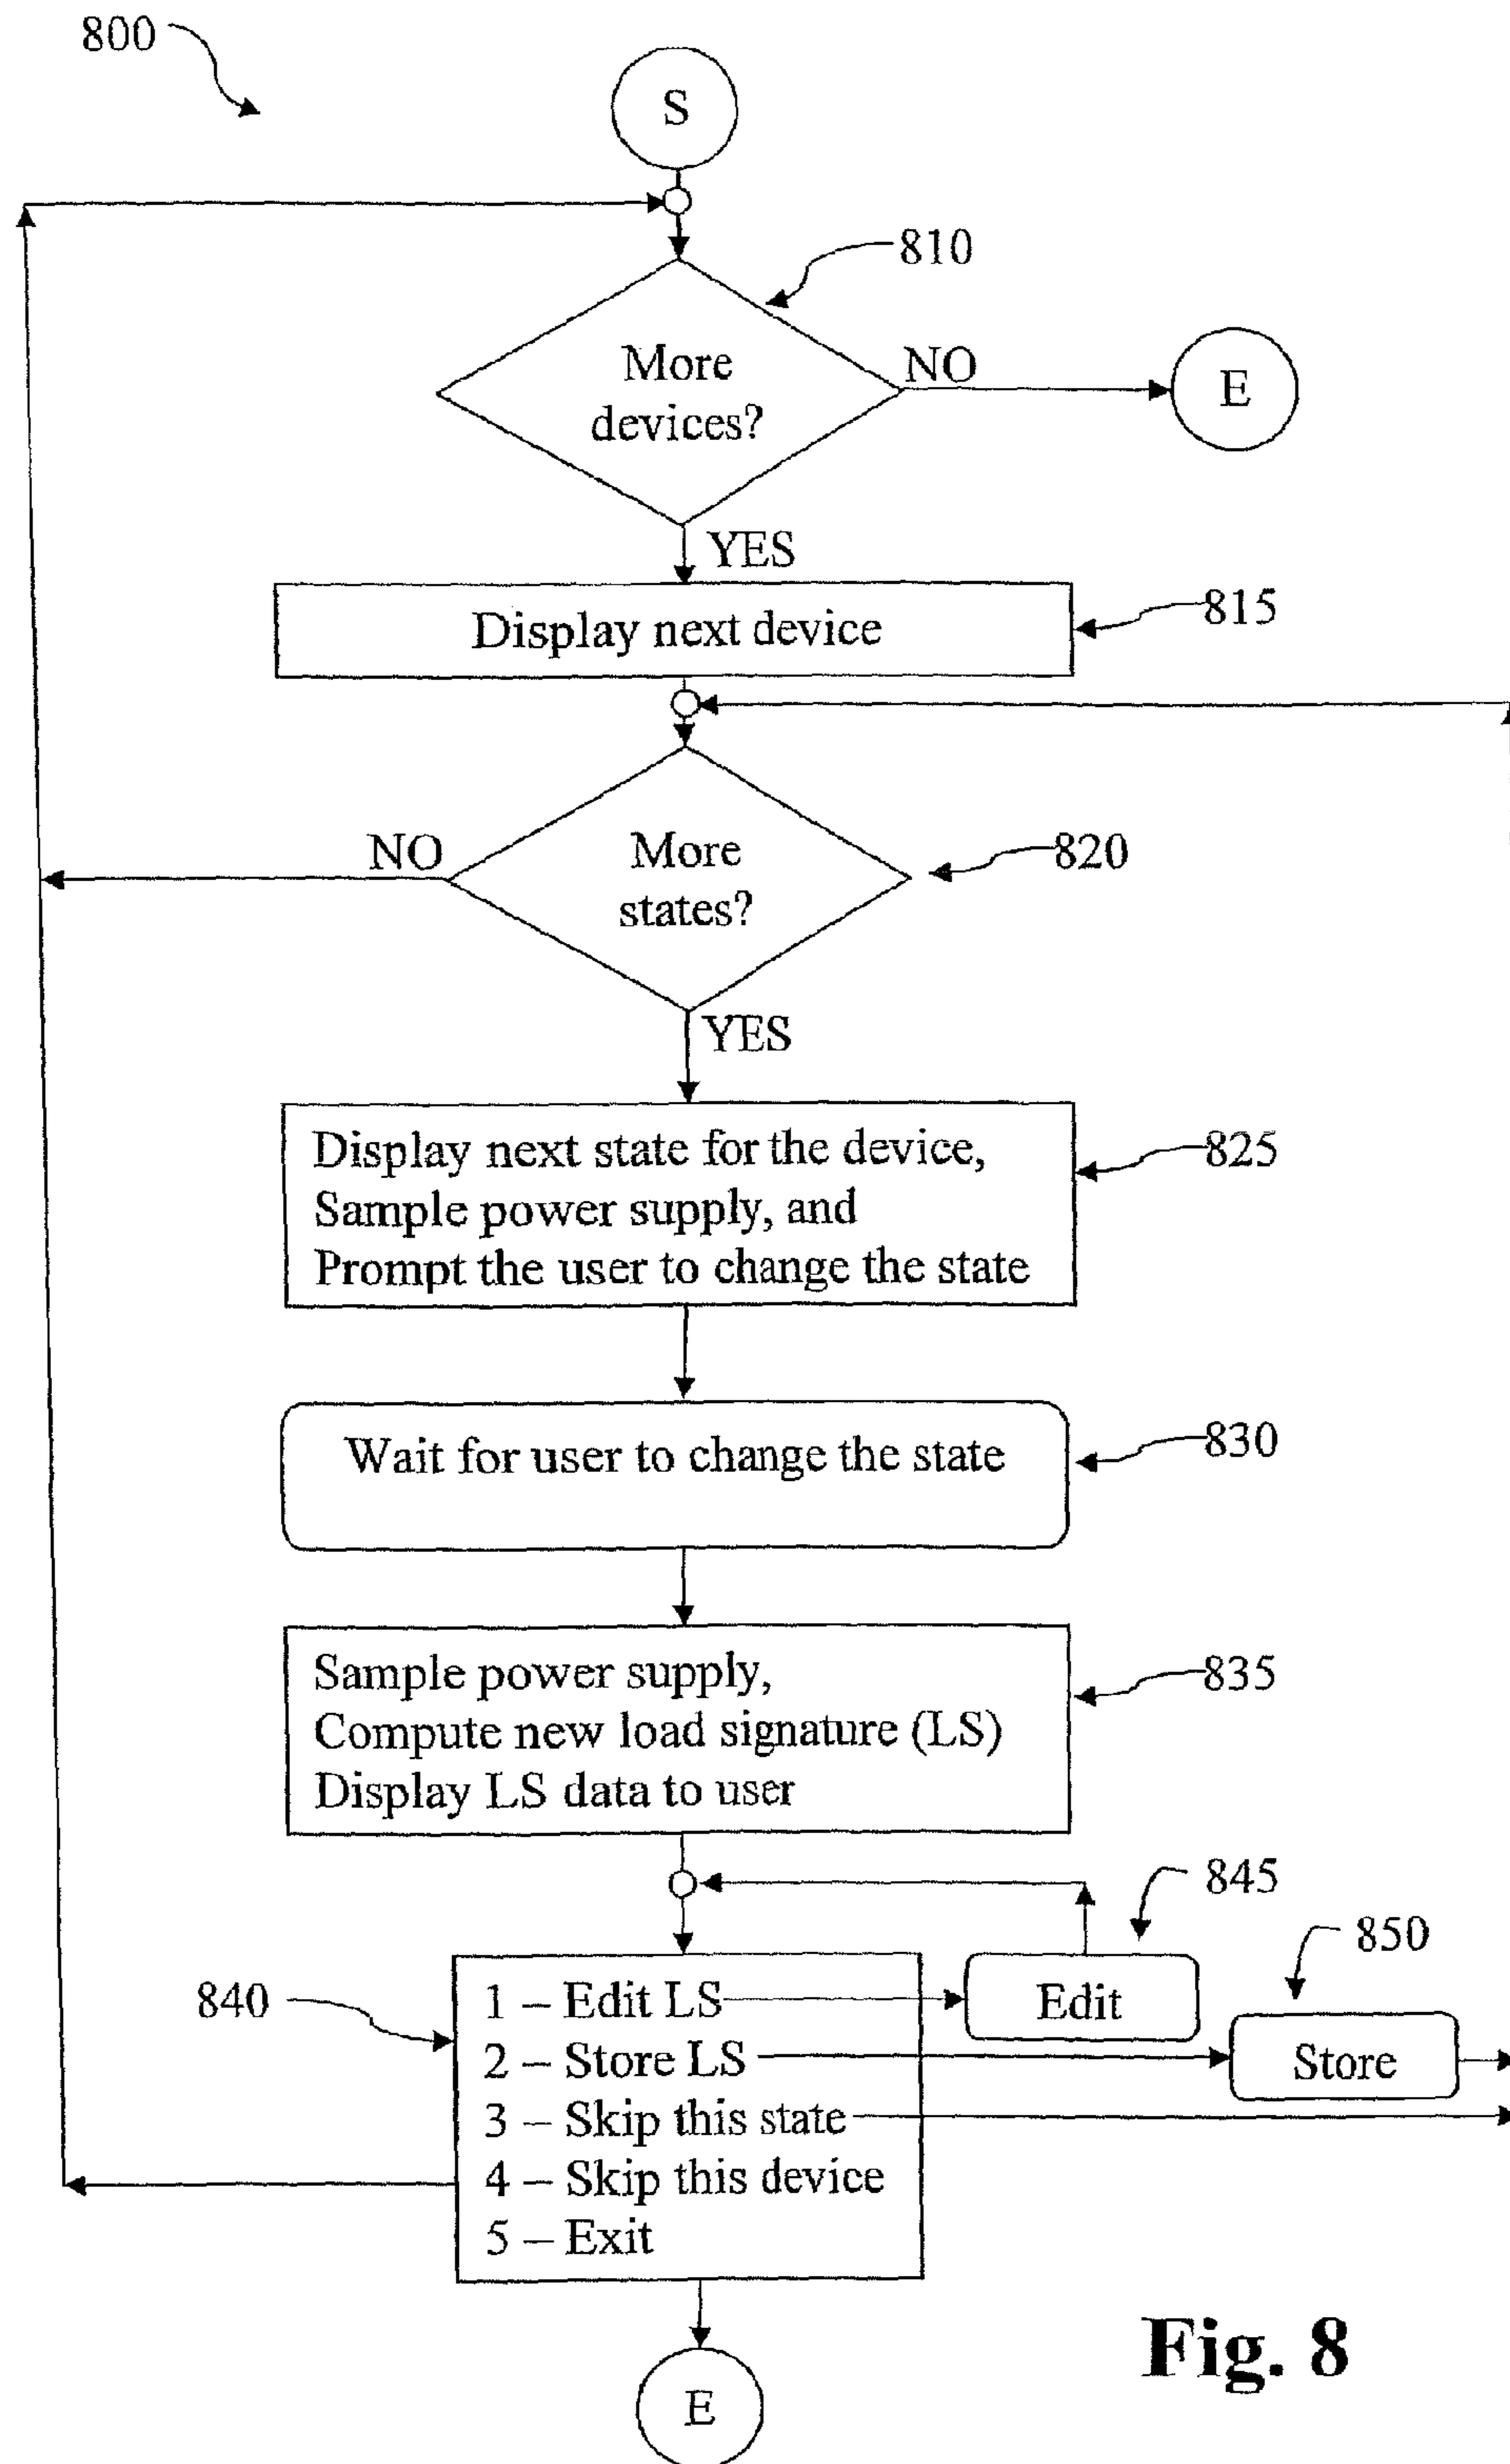 800
S
810
More
devices?
NO
E
YES
Display next device
815
NO
More
states?
820
YES
Display next state for the device,
Sample power supply, and
Prompt the user to change the state
825
Wait for user to change the state
830
Sample power supply,
Compute new load signature (LS)
Display LS data to user
835
845
850
840
1 – Edit LS
Edit
2 – Store LS
Store
3 – Skip this state
4 – Skip this device
5 – Exit
E
Fig. 8